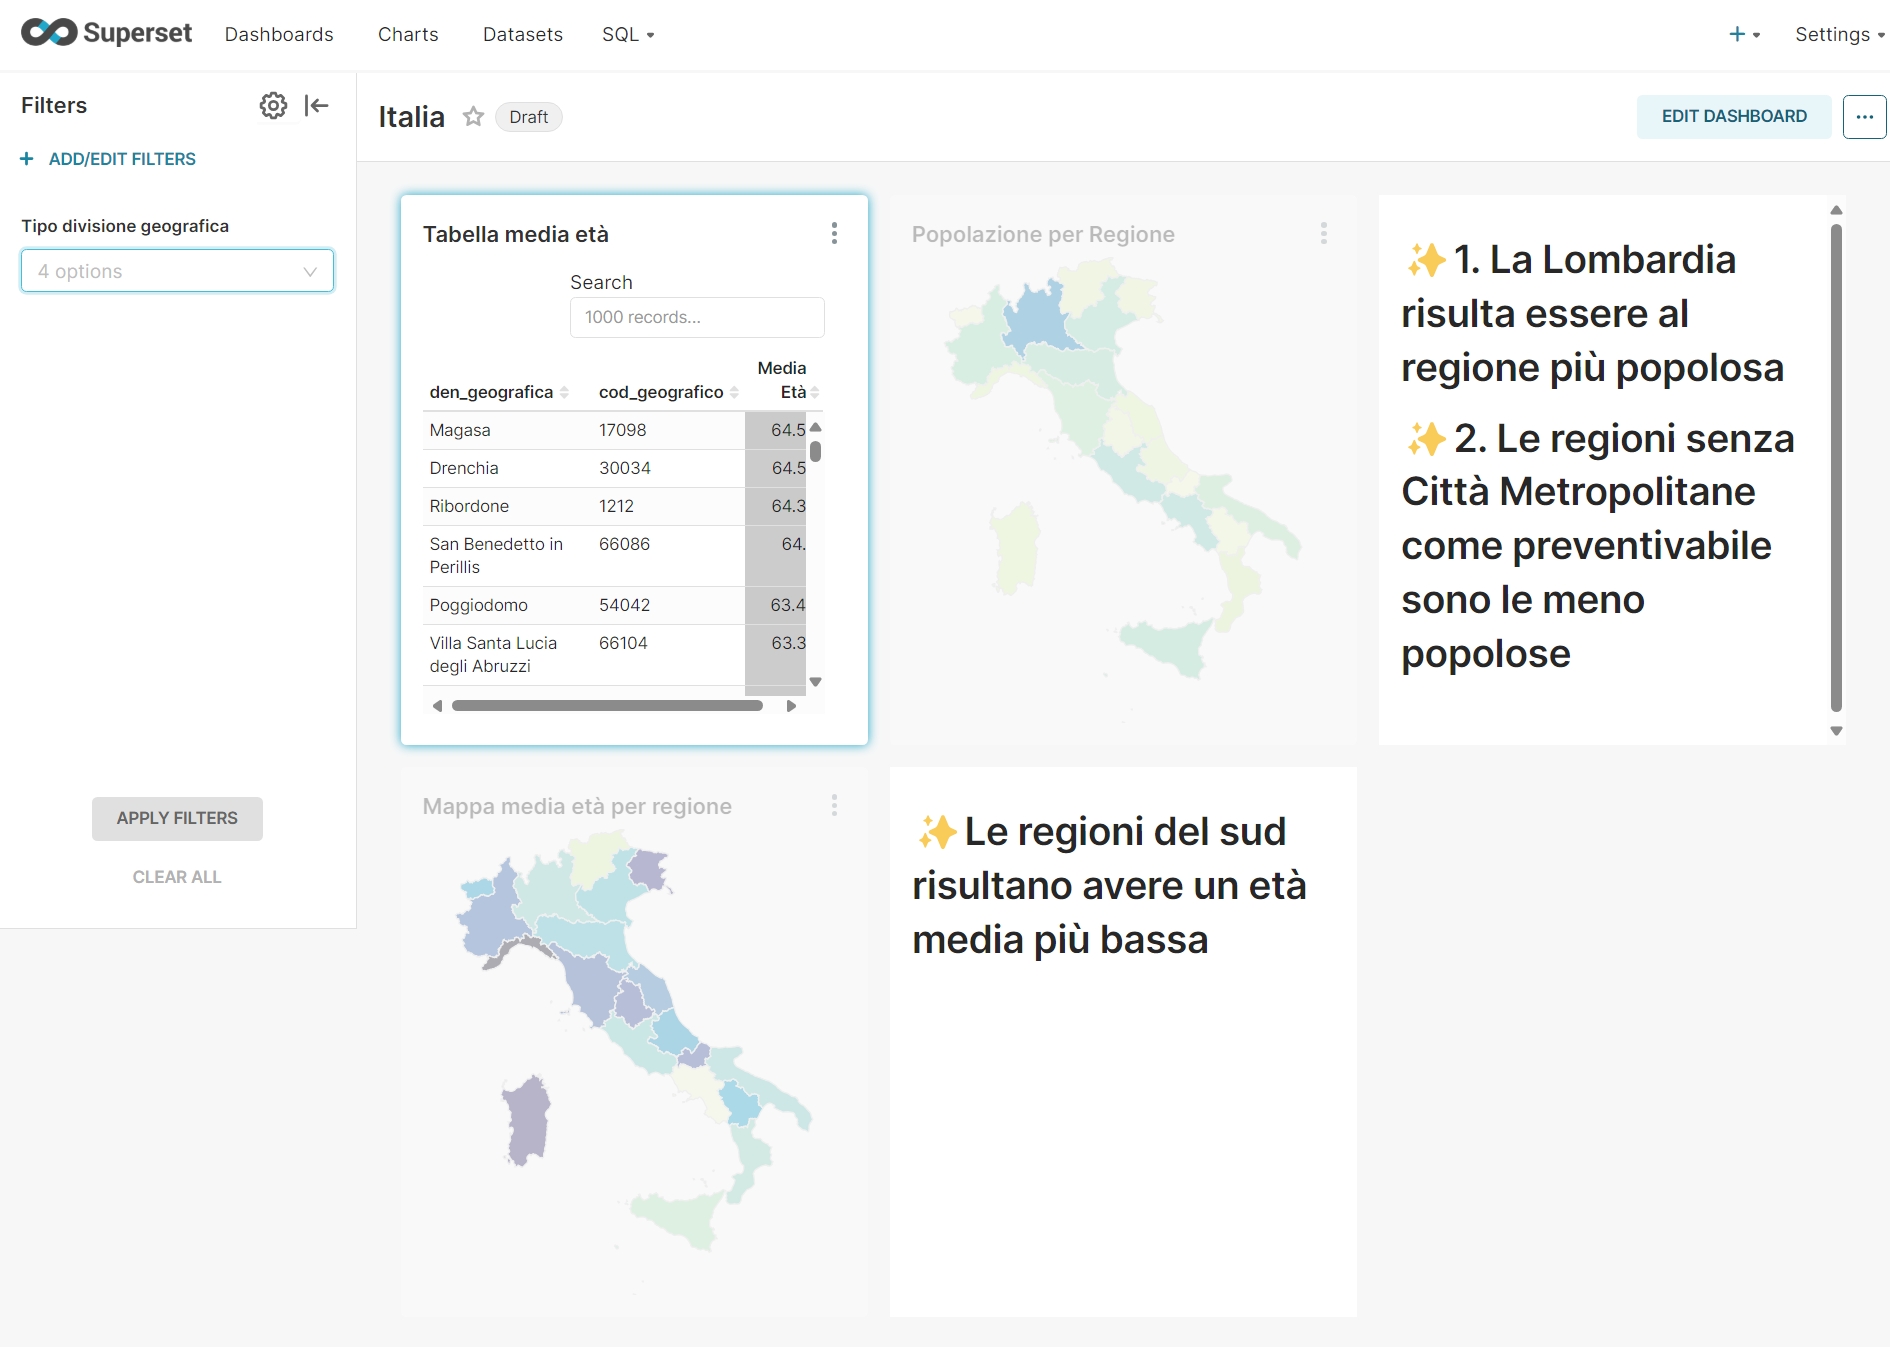 Superset Dashboards Charts Datasets SQL Settings
Filters
ADD/EDIT FILTERS
Tipo divisione geografica
4 options
APPLY FILTERS
CLEAR ALL
Italia Draft
EDIT DASHBOARD
Tabella media età
Search
1000 records...
den_geografica cod_geografico Media Età
Magasa 17098 64.5
Drenchia 30034 64.5
Ribordone 1212 64.3
San Benedetto in Perillis 66086 64.
Poggiodomo 54042 63.4
Villa Santa Lucia degli Abruzzi 66104 63.3
Popolazione per Regione
✨ 1. La Lombardia
risulta essere al
regione più popolosa
✨ 2. Le regioni senza
Città Metropolitane
come preventivabile
sono le meno
popolose
Mappa media età per regione
✨ Le regioni del sud
risultano avere un età
media più bassa